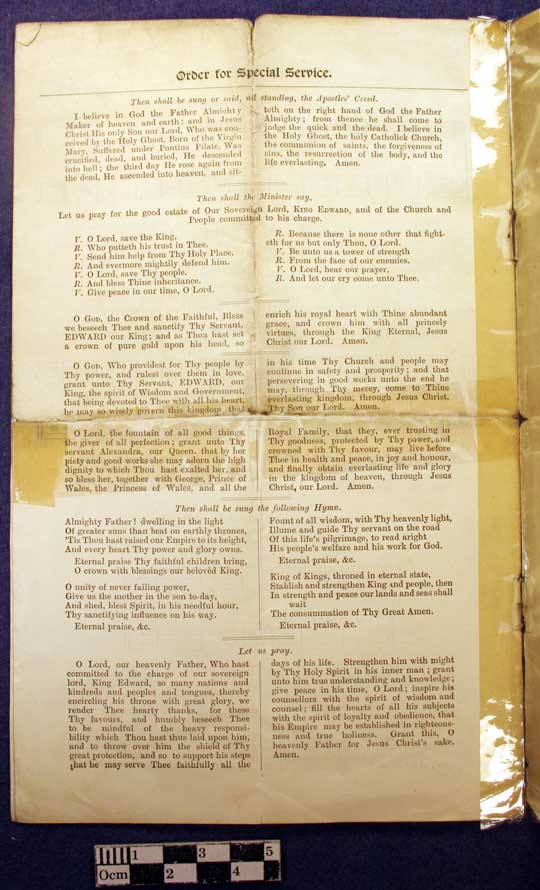 Order for Special Service.
Then shall be sung or said, all standing, the Apostles' Creed.
I believe in God the Father Almighty
Maker of heaven and earth: and in Jesus
Christ His only Son our Lord, Who was con-
ceived by the Holy Ghost, Born of the Virgin
Mary, Suffered under Pontius Pilate, Was
crucified, dead, and buried, He descended
into hell; the third day He rose again from
the dead, He ascended into heaven, and sit-
teth on the right hand of God the Father
Almighty; from thence he shall come to
judge the quick and the dead. I believe in
the Holy Ghost, the holy Catholick Church,
the communion of saints, the forgiveness of
sins, the resurrection of the body, and the
life everlasting. Amen.
Then shall the Minister say,
Let us pray for the good estate of Our Sovereign Lord, KING EDWARD, and of the Church and
People committed to his charge.
V. O Lord, save the King.
R. Who putteth his trust in Thee.
V. Send him help from Thy Holy Place.
R. And evermore mightily defend him.
V. O Lord, save Thy people.
R. And bless Thine inheritance.
V. Give peace in our time, O Lord.
R. Because there is none other that fight-
eth for us but only Thou, O Lord.
V. Be unto us a tower of strength
R. From the face of our enemies.
V. O Lord, hear our prayer,
R. And let our cry come unto Thee.
O GOD, the Crown of the Faithful, Bless
we beseech Thee and sanctify Thy Servant,
EDWARD our King; and as Thou hast set
a crown of pure gold upon his head, so
enrich his royal heart with Thine abundant
grace, and crown him with all princely
virtues, through the King Eternal, Jesus
Christ our Lord. Amen.
O GOD, Who providest for Thy people by
Thy power, and rulest over them in love,
grant unto Thy Servant, EDWARD, our
King, the spirit of Wisdom and Government,
that being devoted to Thee with all his heart,
he may so wisely govern this kingdom, that
in his time Thy Church and people may
continue in safety and prosperity; and that
persevering in good works unto the end he
may, through Thy mercy, come to Thine
everlasting kingdom, through Jesus Christ,
Thy Son our Lord. Amen.
O Lord, the fountain of all good things,
the giver of all perfection; grant unto Thy
servant Alexandra, our Queen, that by her
piety and good works she may adorn the high
dignity to which Thou hast exalted her, and
so bless her, together with George, Prince of
Wales, the Princess of Wales, and all the
Royal Family, that they, ever trusting in
Thy goodness, protected by Thy power, and
crowned with Thy favour, may live before
Thee in health and peace, in joy and honour,
and finally obtain everlasting life and glory
in the kingdom of heaven, through Jesus
Christ, our Lord. Amen.
Then shall be sung the following Hymn.
Almighty Father! dwelling in the light
Of greater suns than beat on earthly thrones,
'Tis Thou hast raised our Empire to its height,
And every heart Thy power and glory owns.
Eternal praise Thy faithful children bring,
O crown with blessings our belovèd King.
O unity of never failing power,
Give us the mother in the son to-day,
And shed, blest Spirit, in his needful hour,
Thy sanctifying influence on his way.
Eternal praise, &c.
Fount of all wisdom, with Thy heavenly light,
Illume and guide Thy servant on the road
Of this life's pilgrimage, to read aright
His people's welfare and his work for God.
Eternal praise, &c.
King of Kings, throned in eternal state,
Stablish and strengthen King and people, then
In strength and peace our lands and seas shall
wait
The consummation of Thy Great Amen.
Eternal praise, &c.
Let us pray.
O Lord, our heavenly Father, Who hast
committed to the charge of our sovereign
lord, King Edward, so many nations and
kindreds and peoples and tongues, thereby
encircling his throne with great glory, we
render Thee hearty thanks, for these
Thy favours, and humbly beseech Thee
to be mindful of the heavy responsi-
bility which Thou hast thus laid upon him,
and to throw over him the shield of Thy
great protection, and so to support his steps
that he may serve Thee faithfully all the
days of his life. Strengthen him with might
by Thy Holy Spirit in his inner man; grant
unto him true understanding and knowledge;
give peace in his time, O Lord; inspire his
counsellors with the spirit of wisdom and
counsel; fill the hearts of all his subjects
with the spirit of loyalty and obedience, that
his Empire may be established in righteous-
ness and true holiness. Grant this, O
heavenly Father for Jesus Christ's sake.
Amen.
1 3 5
0cm 2 4